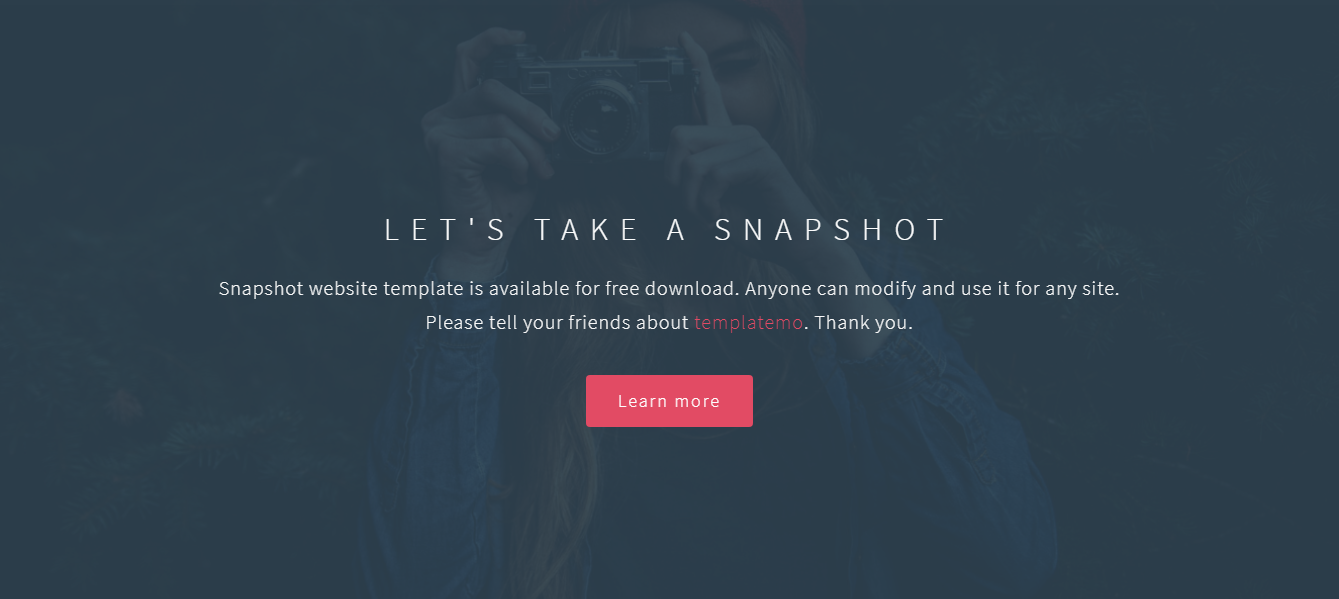 LET'S TAKE A SNAPSHOT
Snapshot website template is available for free download. Anyone can modify and use it for any site.
Please tell your friends about templatemo. Thank you.
Learn more